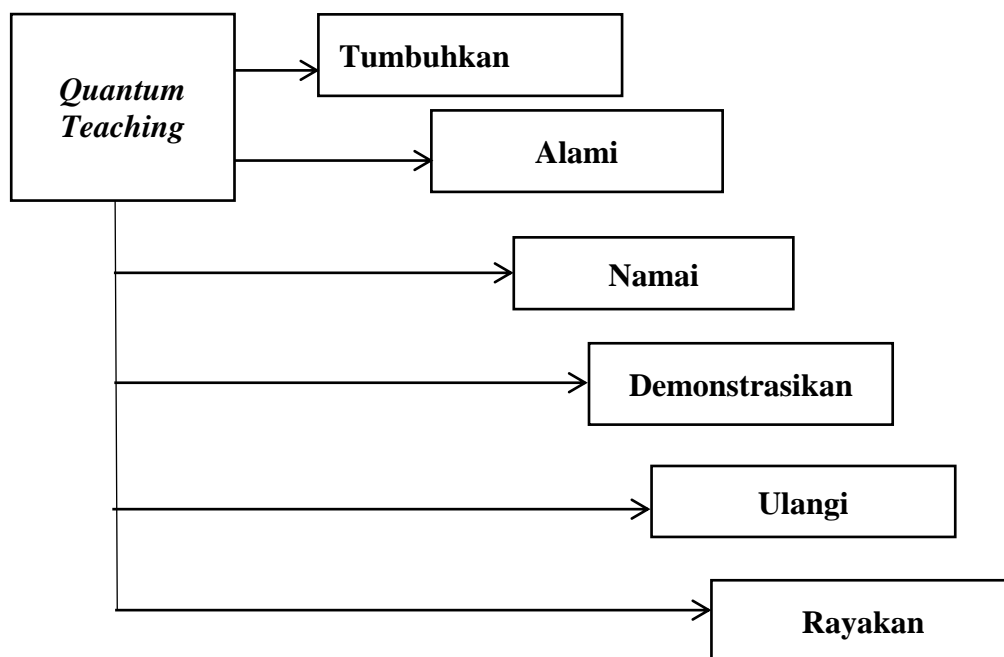 Quantum
Teaching
Tumbuhkan
Alami
Namai
Demonstrasikan
Ulangi
Rayakan